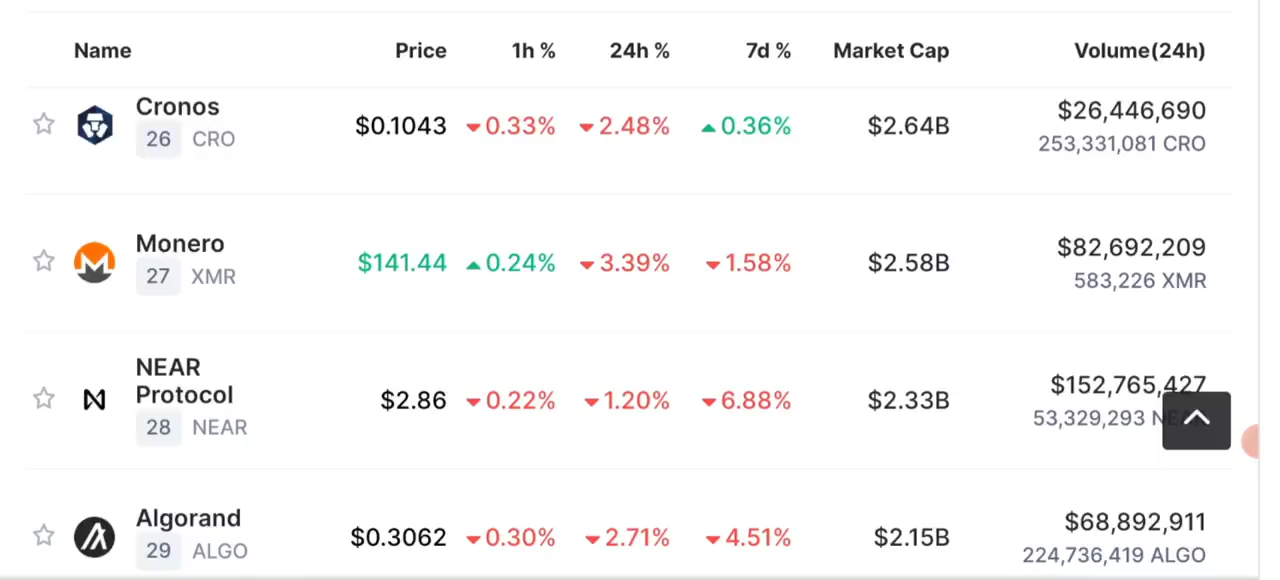 Name Price 1h % 24h % 7d % Market Cap Volume(24h)
Cronos
26 CRO
$0.1043 0.33% 2.48% 0.36% $2.64B $26,446,690
253,331,081 CRO
Monero
27 XMR
$141.44 0.24% 3.39% 1.58% $2.58B $82,692,209
583,226 XMR
NEAR
Protocol
28 NEAR
$2.86 0.22% 1.20% 6.88% $2.33B $152,765,427
53,329,293
Algorand
29 ALGO
$0.3062 0.30% 2.71% 4.51% $2.15B $68,892,911
224,736,419 ALGO